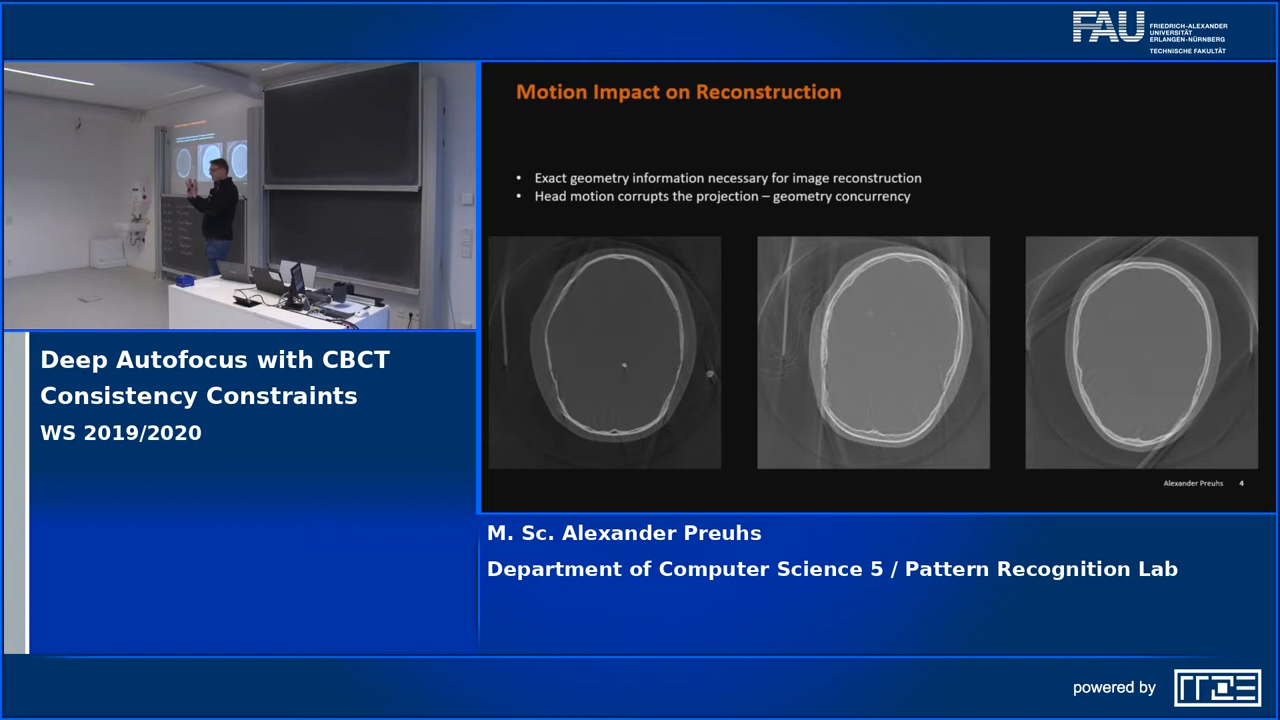 FAU
FRIEDRICH-ALEXANDER
UNIVERSITÄT
ERLANGEN-NÜRNBERG
TECHNISCHE FAKULTÄT
Motion Impact on Reconstruction
• Exact geometry information necessary for image reconstruction
• Head motion corrupts the projection – geometry concurrency
Alexander Preuhs 4
Deep Autofocus with CBCT
Consistency Constraints
WS 2019/2020
M. Sc. Alexander Preuhs
Department of Computer Science 5 / Pattern Recognition Lab
powered by